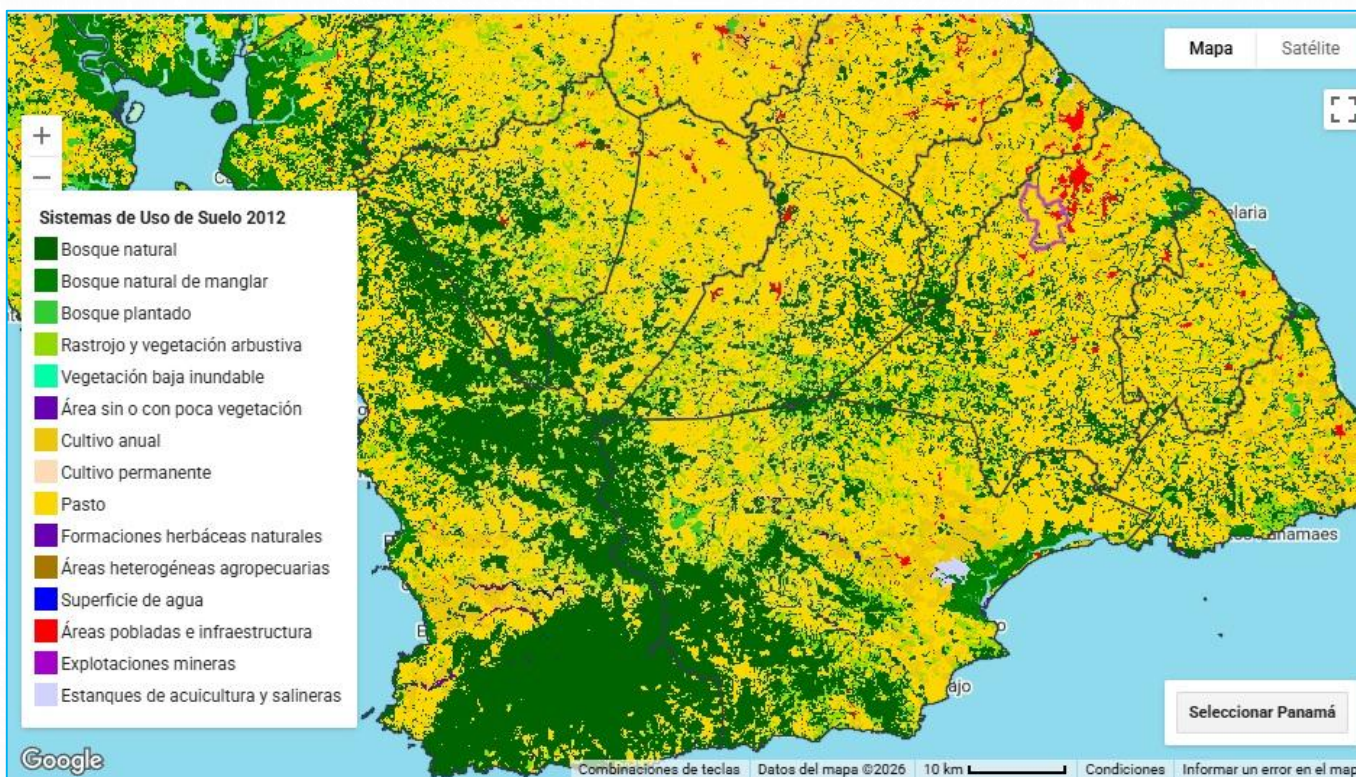 Mapa Satélite
+
−
Sistemas de Uso de Suelo 2012
Bosque natural
Bosque natural de manglar
Bosque plantado
Rastrojo y vegetación arbustiva
Vegetación baja inundable
Área sin o con poca vegetación
Cultivo anual
Cultivo permanente
Pasto
Formaciones herbáceas naturales
Áreas heterogéneas agropecuarias
Superficie de agua
Áreas pobladas e infraestructura
Explotaciones mineras
Estanques de acuicultura y salineras
elaria
anamaes
ajo
Seleccionar Panamá
Google
Combinaciones de teclas Datos del mapa ©2026 10 km Condiciones Informar un error en el map